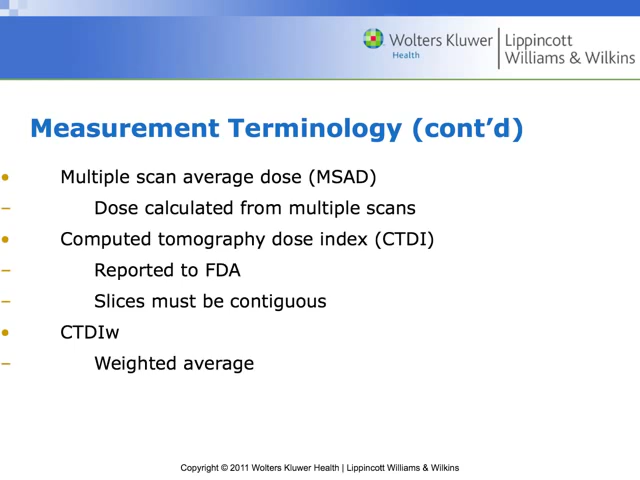 Wolters Kluwer
Health
Lippincott
Williams & Wilkins
Measurement Terminology (cont’d)
• Multiple scan average dose (MSAD)
– Dose calculated from multiple scans
• Computed tomography dose index (CTDI)
– Reported to FDA
– Slices must be contiguous
• CTDIw
– Weighted average
Copyright © 2011 Wolters Kluwer Health | Lippincott Williams & Wilkins